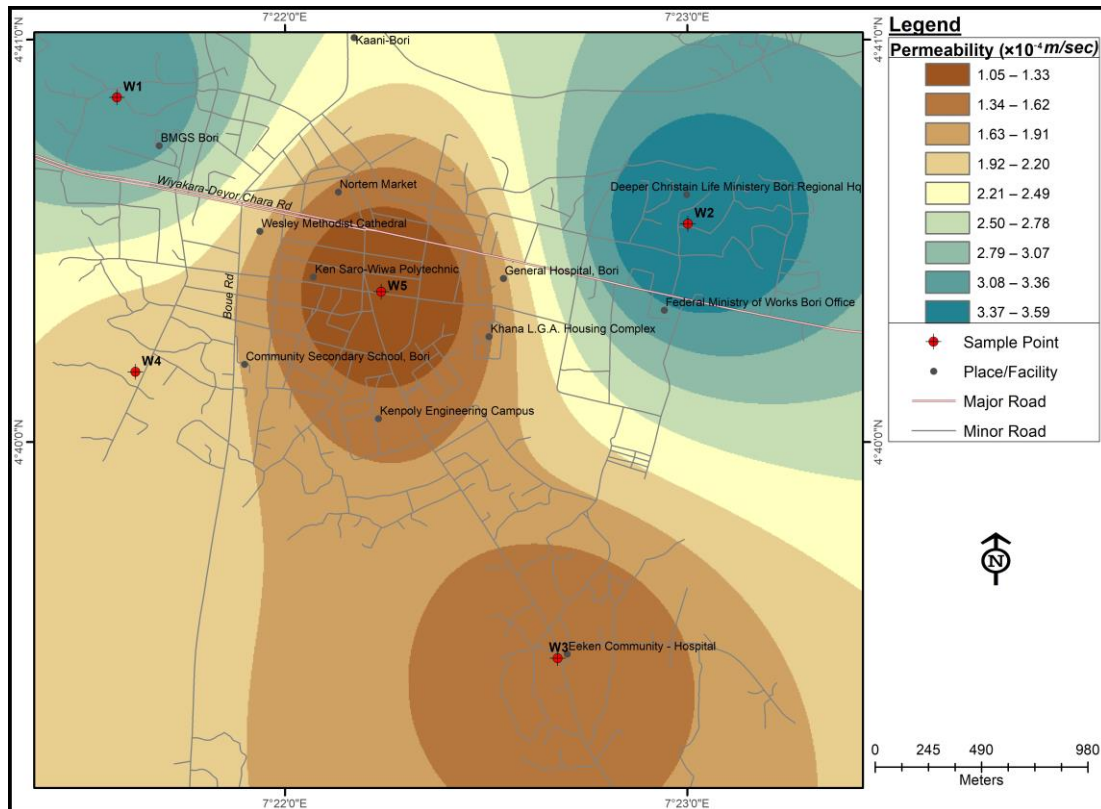 7°22'0"E
7°23'0"E
4°41'0"N
4°41'0"N
Kaani-Bori
W1
BMGS Bori
Wiyakara-Deyor Chara Rd
Nortem Market
Deeper Christain Life Ministery Bori Regional Hq
W2
Wesley Methodist Cathedral
Ken Saro-Wiwa Polytechnic
General Hospital, Bori
W5
Boue Rd
Federal Ministry of Works Bori Office
Khana L.G.A. Housing Complex
W4
Community Secondary School, Bori
Kenpoly Engineering Campus
4°40'0"N
4°40'0"N
W3
Eeken Community - Hospital
7°22'0"E
7°23'0"E
Legend
Permeability (×10⁻⁴ m/sec)
1.05 – 1.33
1.34 – 1.62
1.63 – 1.91
1.92 – 2.20
2.21 – 2.49
2.50 – 2.78
2.79 – 3.07
3.08 – 3.36
3.37 – 3.59
Sample Point
Place/Facility
Major Road
Minor Road
N
0 245 490 980
Meters